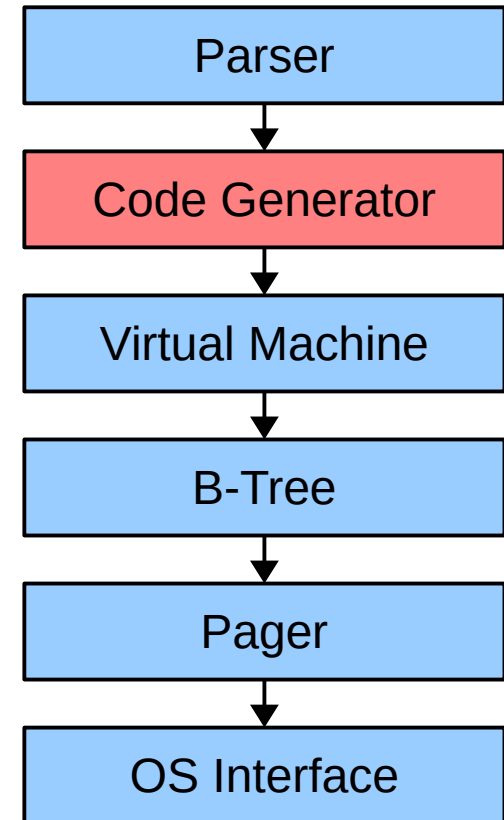 Parser
Code Generator
Virtual Machine
B-Tree
Pager
OS Interface